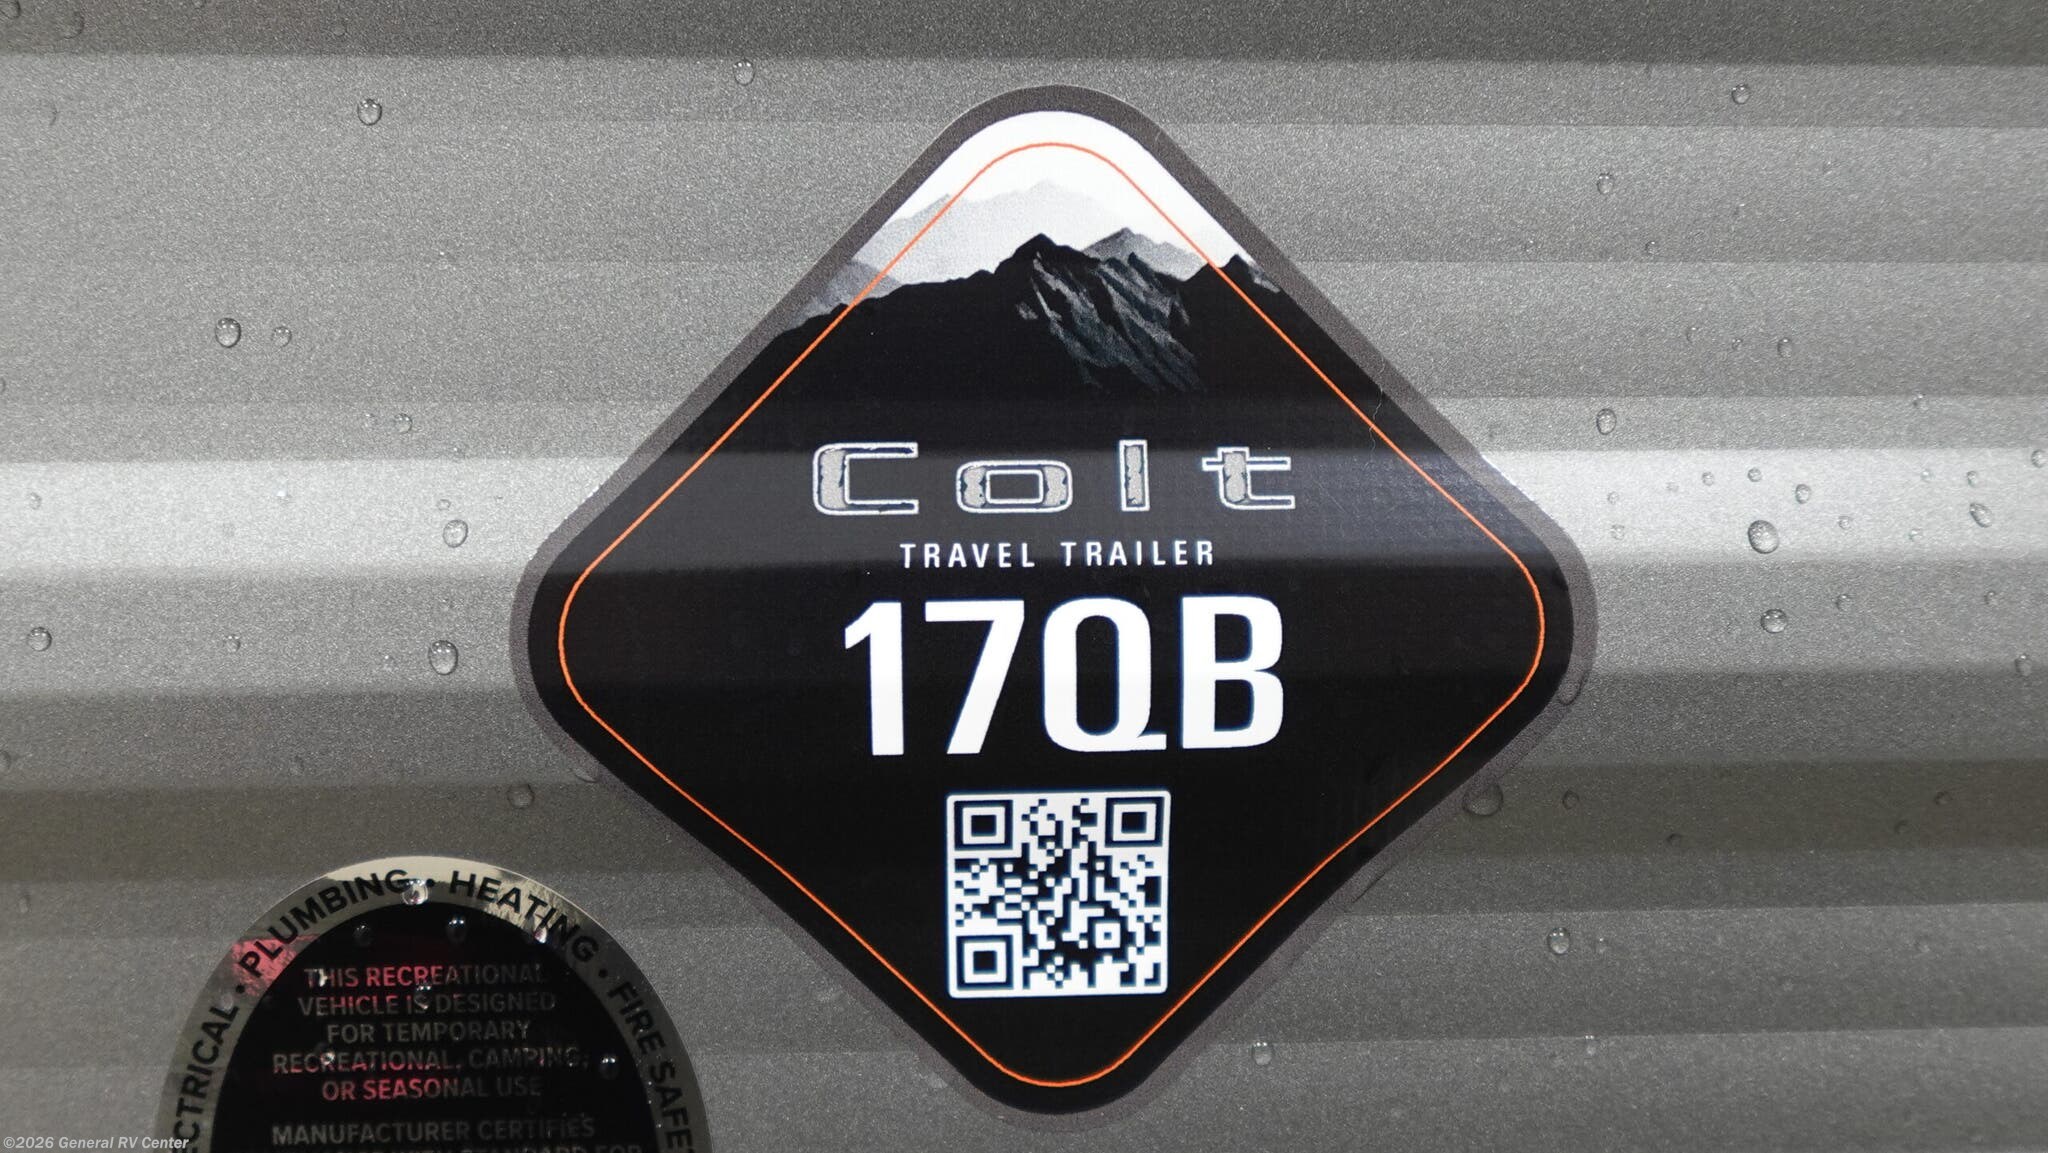 Colt
TRAVEL TRAILER
17QB
ECTRICAL • PLUMBING • HEATING • FIRE SAFE
THIS RECREATIONAL
VEHICLE IS DESIGNED
FOR TEMPORARY
RECREATIONAL, CAMPING,
OR SEASONAL USE
MANUFACTURER CERTIFIES
©2026 General RV Center